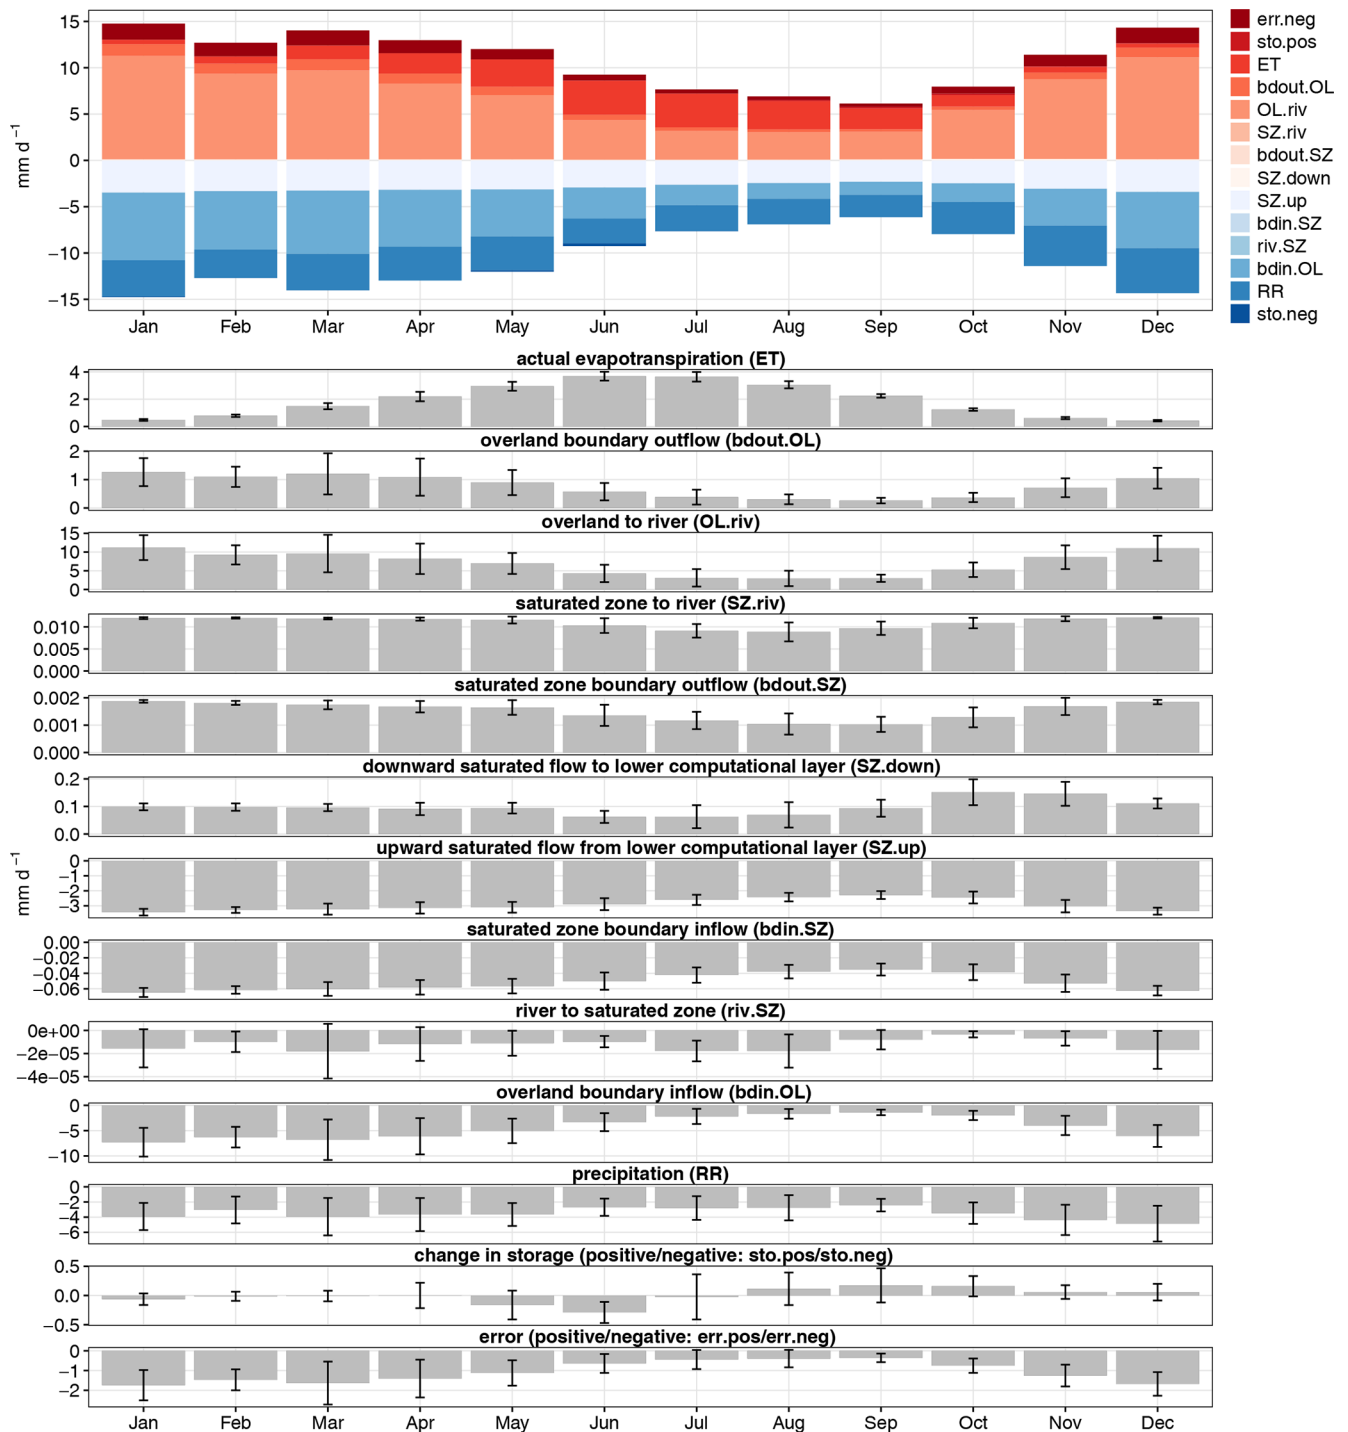 15
10
5
0
−5
−10
−15
mm d⁻¹
Jan Feb Mar Apr May Jun Jul Aug Sep Oct Nov Dec
err.neg
sto.pos
ET
bdout.OL
OL.riv
SZ.riv
bdout.SZ
SZ.down
SZ.up
bdin.SZ
riv.SZ
bdin.OL
RR
sto.neg
actual evapotranspiration (ET)
4
2
0
overland boundary outflow (bdout.OL)
2
1
0
overland to river (OL.riv)
15
10
5
0
saturated zone to river (SZ.riv)
0.010
0.005
0.000
saturated zone boundary outflow (bdout.SZ)
0.002
0.001
0.000
downward saturated flow to lower computational layer (SZ.down)
0.2
0.1
0.0
upward saturated flow from lower computational layer (SZ.up)
0
−1
−2
−3
mm d⁻¹
saturated zone boundary inflow (bdin.SZ)
0.00
−0.02
−0.04
−0.06
river to saturated zone (riv.SZ)
0e+00
−2e−05
−4e−05
overland boundary inflow (bdin.OL)
0
−5
−10
precipitation (RR)
0
−2
−4
−6
change in storage (positive/negative: sto.pos/sto.neg)
0.5
0.0
−0.5
error (positive/negative: err.pos/err.neg)
0
−1
−2
Jan Feb Mar Apr May Jun Jul Aug Sep Oct Nov Dec